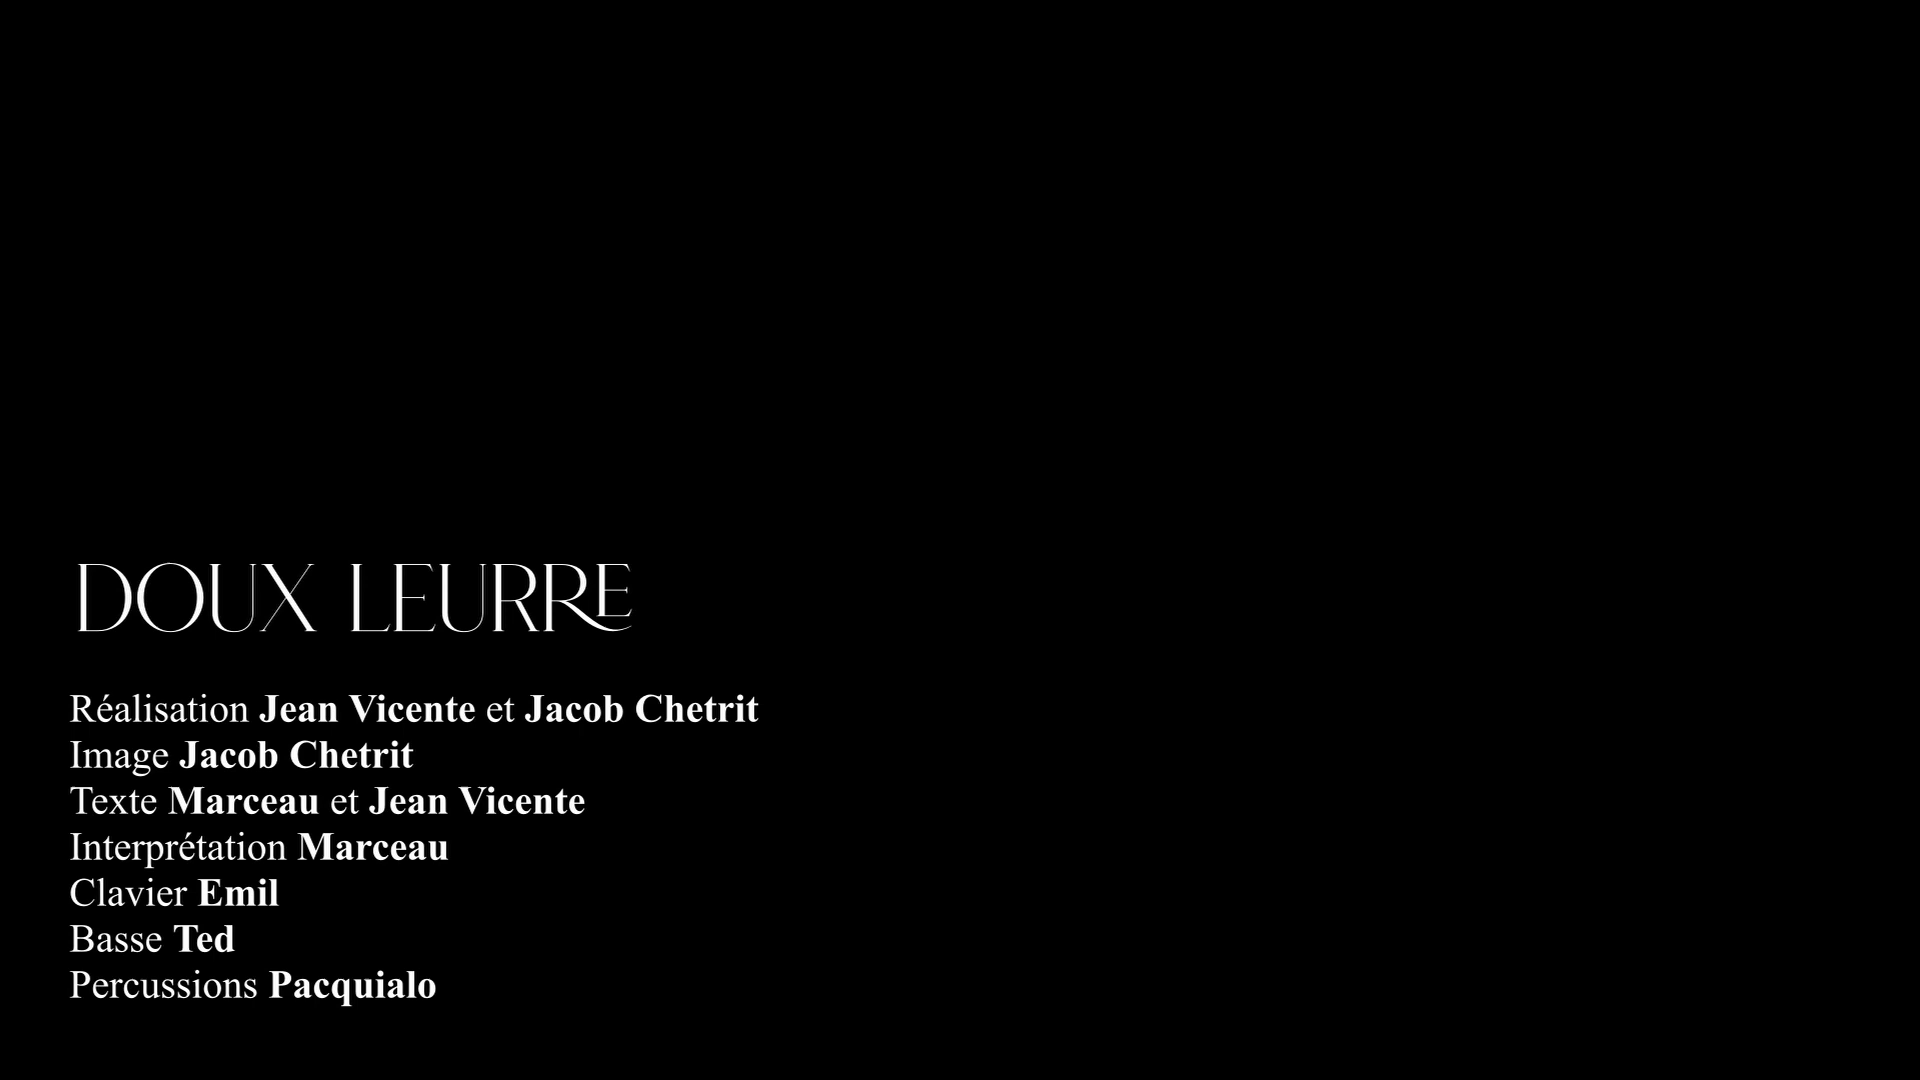 DOUX LEURRE
Réalisation Jean Vicente et Jacob Chetrit
Image Jacob Chetrit
Texte Marceau et Jean Vicente
Interprétation Marceau
Clavier Emil
Basse Ted
Percussions Pacquialo